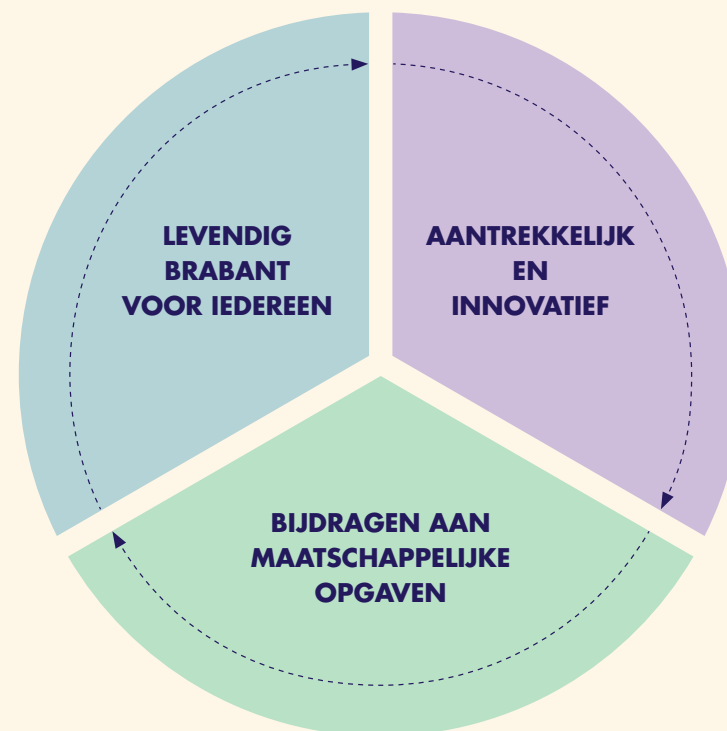 LEVENDIG
BRABANT
VOOR IEDEREEN
AANTREKKELIJK
EN
INNOVATIEF
BIJDRAGEN AAN
MAATSCHAPPELIJKE
OPGAVEN